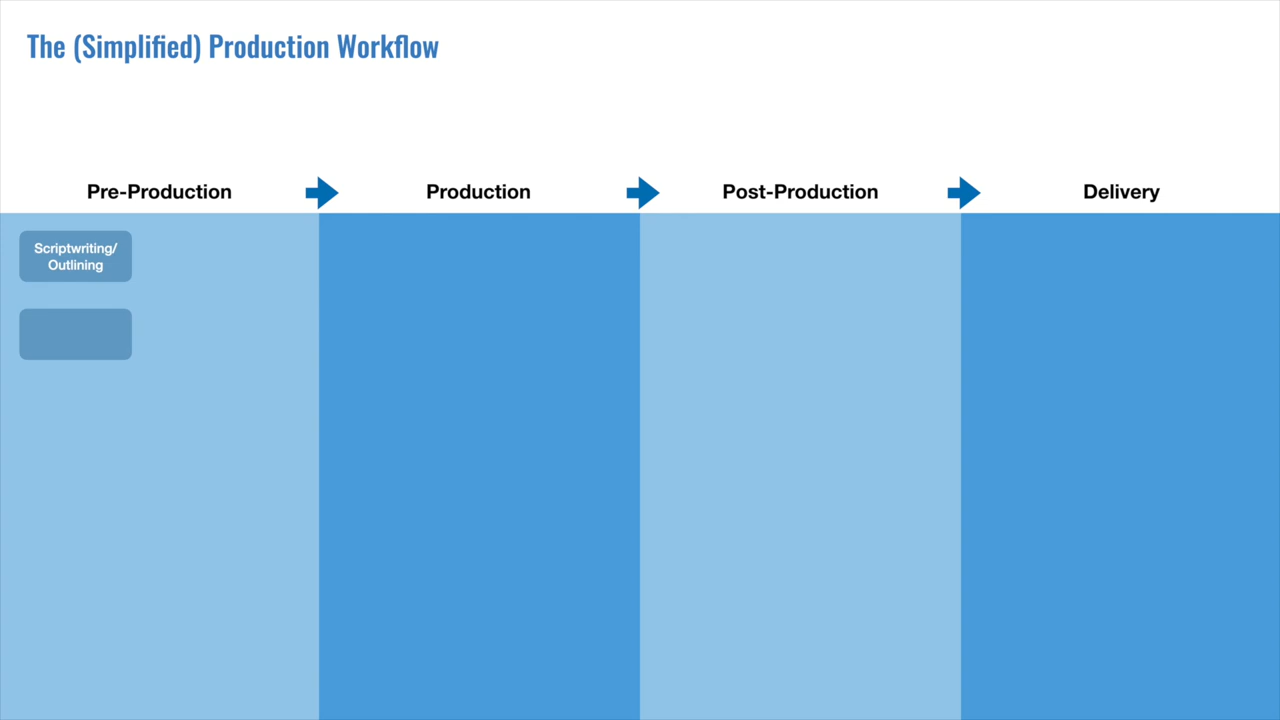 The (Simplified) Production Workflow
Pre-Production
Production
Post-Production
Delivery
Scriptwriting/
Outlining